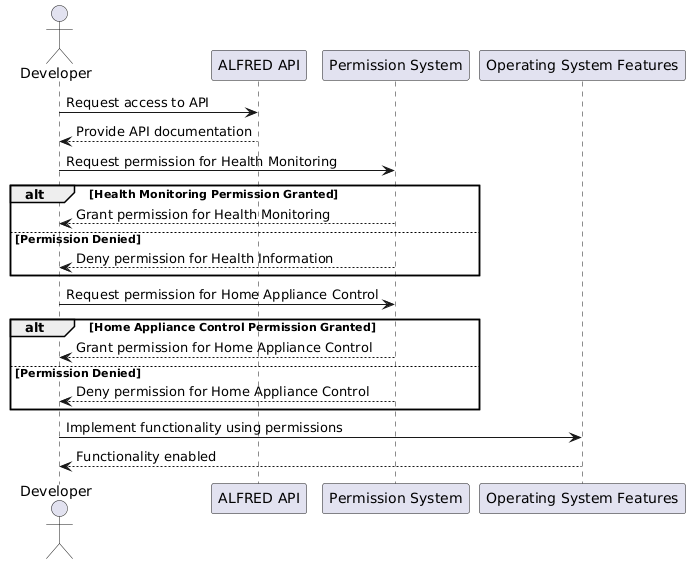 Developer
ALFRED API
Permission System
Operating System Features
Request access to API
Provide API documentation
Request permission for Health Monitoring
alt
[Health Monitoring Permission Granted]
Grant permission for Health Monitoring
[Permission Denied]
Deny permission for Health Information
Request permission for Home Appliance Control
alt
[Home Appliance Control Permission Granted]
Grant permission for Home Appliance Control
[Permission Denied]
Deny permission for Home Appliance Control
Implement functionality using permissions
Functionality enabled
Developer
ALFRED API
Permission System
Operating System Features